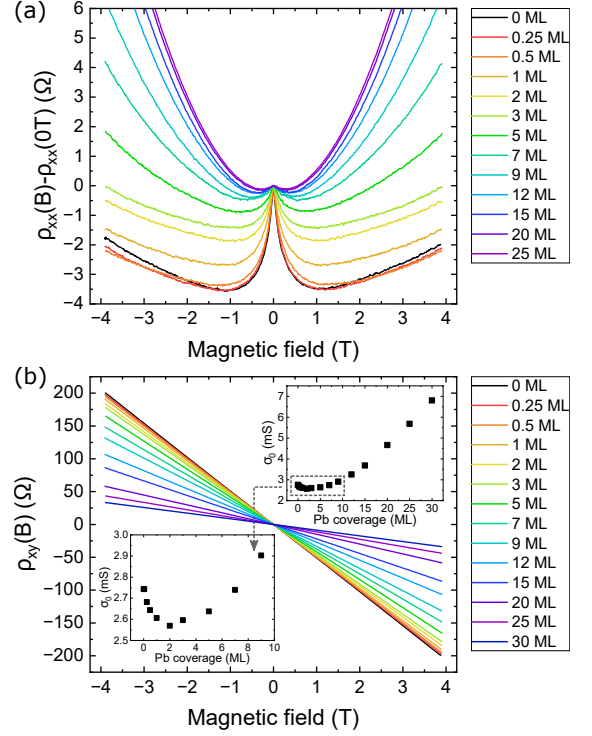 (a)
ρxx(B)-ρxx(0T) (Ω)
6
5
4
3
2
1
0
−1
−2
−3
−4
−4 −3 −2 −1 0 1 2 3 4
Magnetic field (T)
0 ML
0.25 ML
0.5 ML
1 ML
2 ML
3 ML
5 ML
7 ML
9 ML
12 ML
15 ML
20 ML
25 ML
(b)
ρxy(B) (Ω)
200
150
100
50
0
−50
−100
−150
−200
−4 −3 −2 −1 0 1 2 3 4
Magnetic field (T)
σ0 (mS)
7
6
5
4
3
2
0 5 10 15 20 25 30
Pb coverage (ML)
σ0 (mS)
3.0
2.9
2.8
2.7
2.6
2.5
0 2 4 6 8 10
Pb coverage (ML)
0 ML
0.25 ML
0.5 ML
1 ML
2 ML
3 ML
5 ML
7 ML
9 ML
12 ML
15 ML
20 ML
25 ML
30 ML